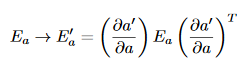 $E_a \to E'_a = \left( \frac{\partial a'}{\partial a} \right) E_a \left( \frac{\partial a'}{\partial a} \right)^T$